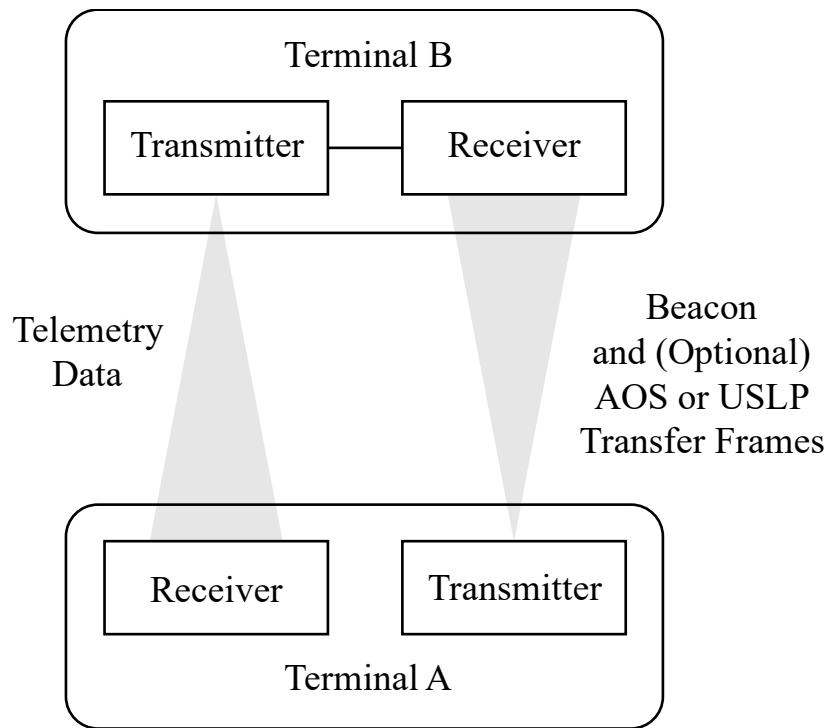 Terminal B
Transmitter
Receiver
Telemetry
Data
Beacon
and (Optional)
AOS or USLP
Transfer Frames
Receiver
Transmitter
Terminal A